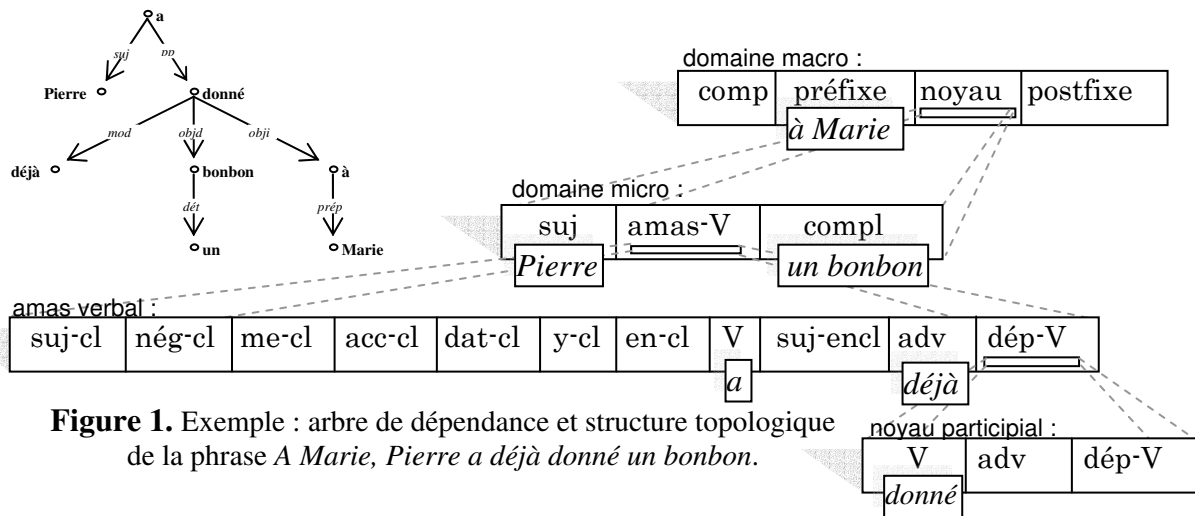 a
suj pp
Pierre donné
mod objd obji
déjà bonbon à
dét prép
un Marie
domaine macro :
comp préfixe noyau postfixe
à Marie
domaine micro :
suj amas-V compl
Pierre un bonbon
amas verbal :
suj-cl nég-cl me-cl acc-cl dat-cl y-cl en-cl V suj-encl adv dép-V
a déjà
Figure 1. Exemple : arbre de dépendance et structure topologique
de la phrase A Marie, Pierre a déjà donné un bonbon.
noyau participial :
V adv dép-V
donné